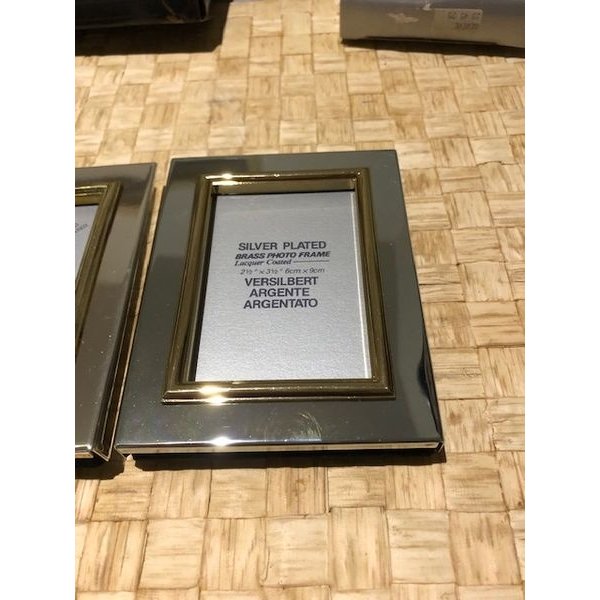 SILVER PLATED
BRASS PHOTO FRAME
Lacquer Coated
2½" × 3½" 6cm × 9cm
VERSILBERT
ARGENTE
ARGENTATO